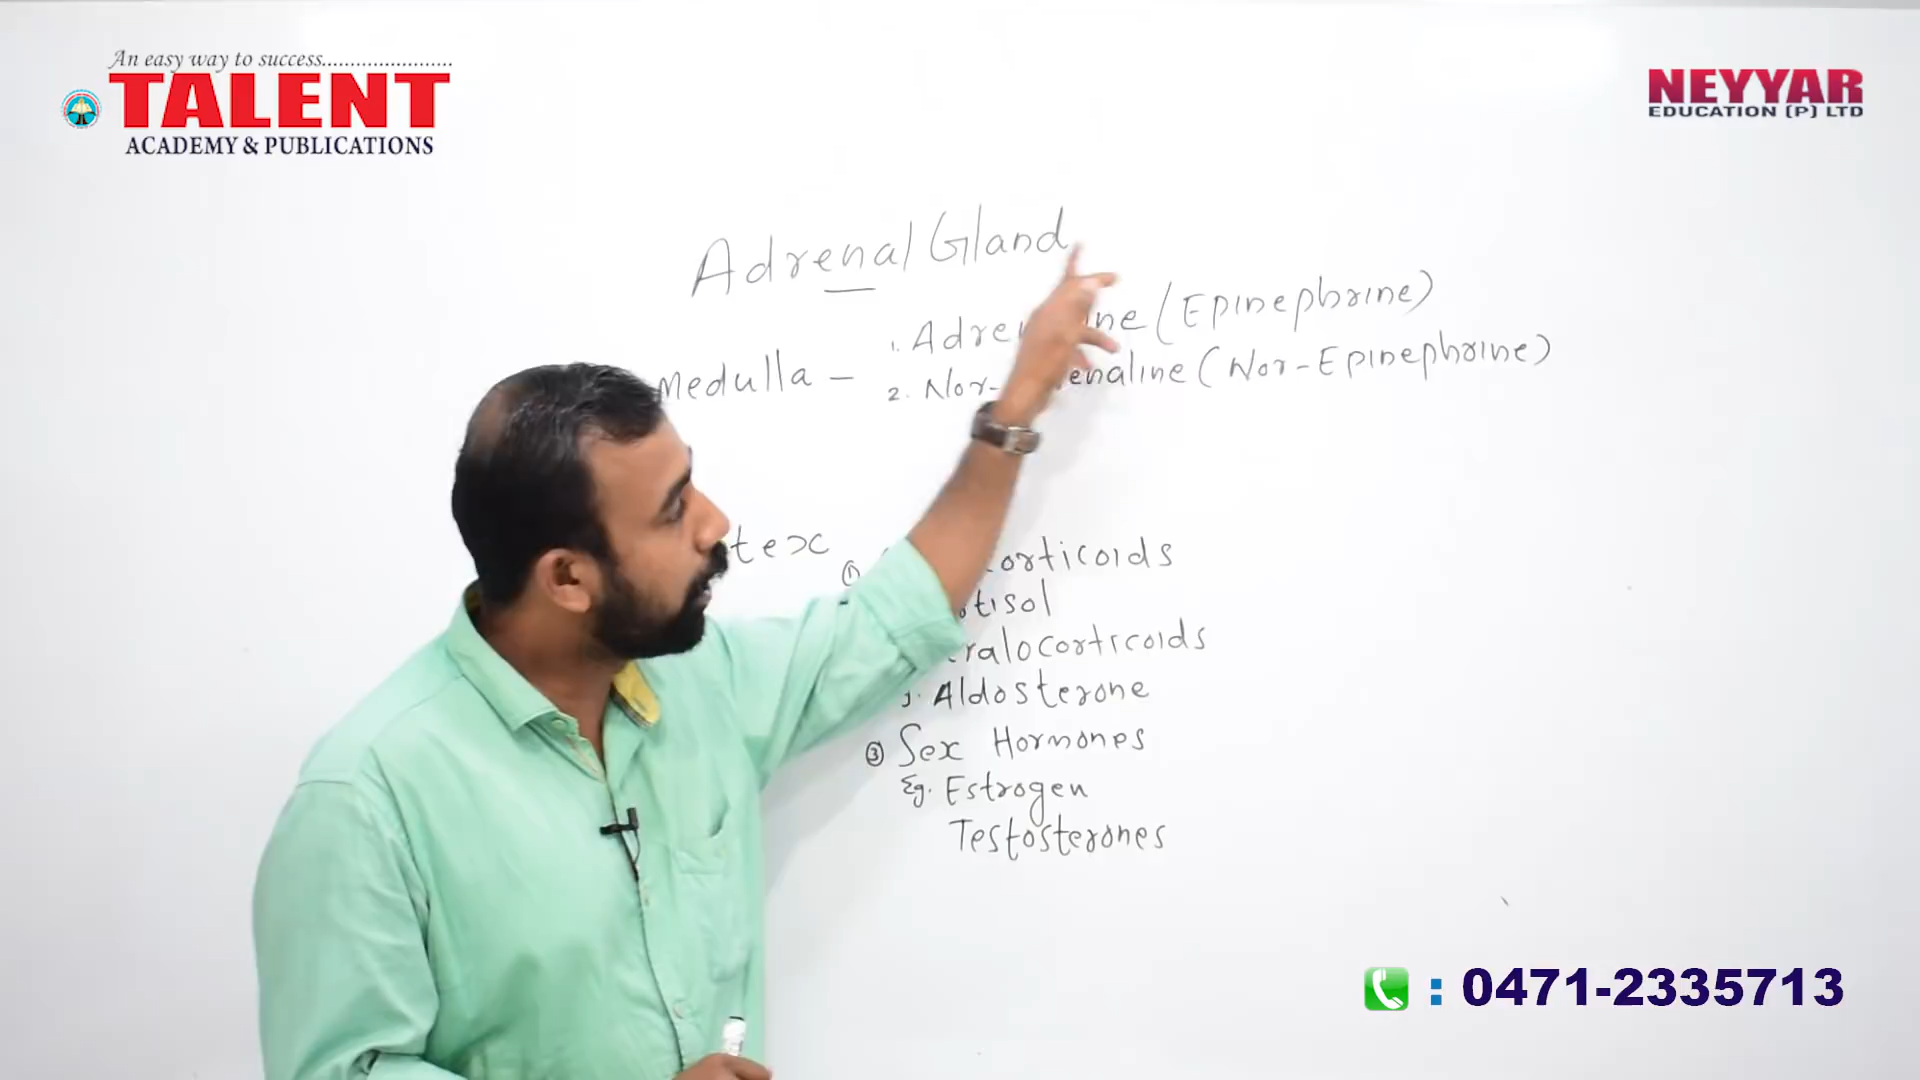 An easy way to success.......................
TALENT
ACADEMY & PUBLICATIONS
NEYYAR
EDUCATION (P) LTD
Adrenal Gland
Medulla - 1. Adre ne (Epinephrine)
2. Nor- enaline (Nor-Epinephrine)
tex
① orticoids
tisol
ralocorticoids
Aldosterone
③ Sex Hormones
Eg. Estrogen
Testosterones
: 0471-2335713